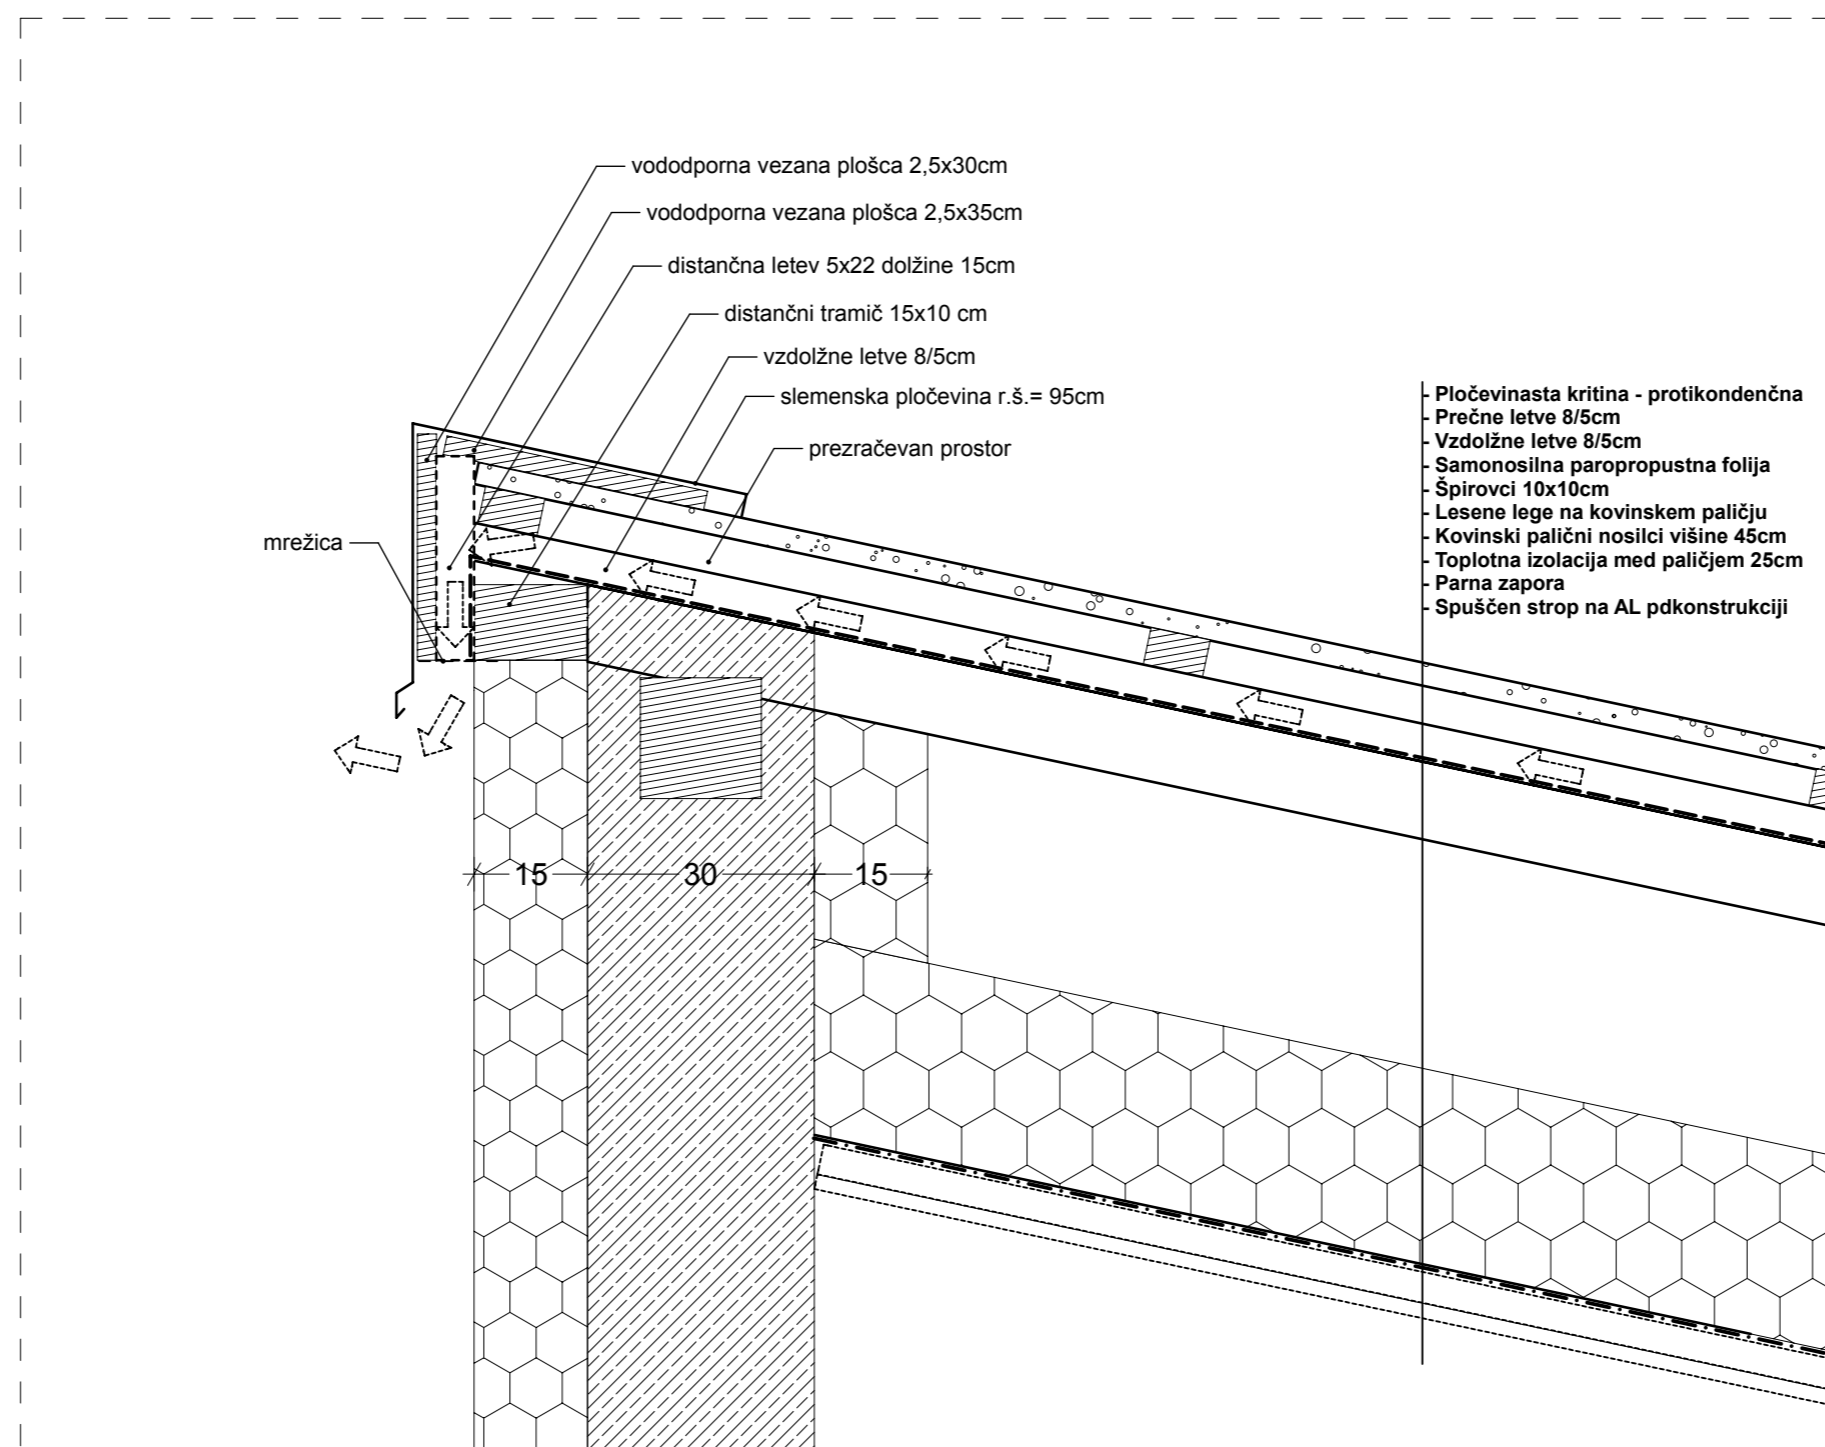 vododporna vezana plošca 2,5x30cm
vododporna vezana plošca 2,5x35cm
distančna letev 5x22 dolžine 15cm
distančni tramič 15x10 cm
vzdolžne letve 8/5cm
slemenska pločevina r.š.= 95cm
prezračevan prostor
mrežica
- Pločevinasta kritina - protikondenčna
- Prečne letve 8/5cm
- Vzdolžne letve 8/5cm
- Samonosilna paropropustna folija
- Špirovci 10x10cm
- Lesene lege na kovinskem paličju
- Kovinski palični nosilci višine 45cm
- Toplotna izolacija med paličjem 25cm
- Parna zapora
- Spuščen strop na AL pdkonstrukciji
15 30 15